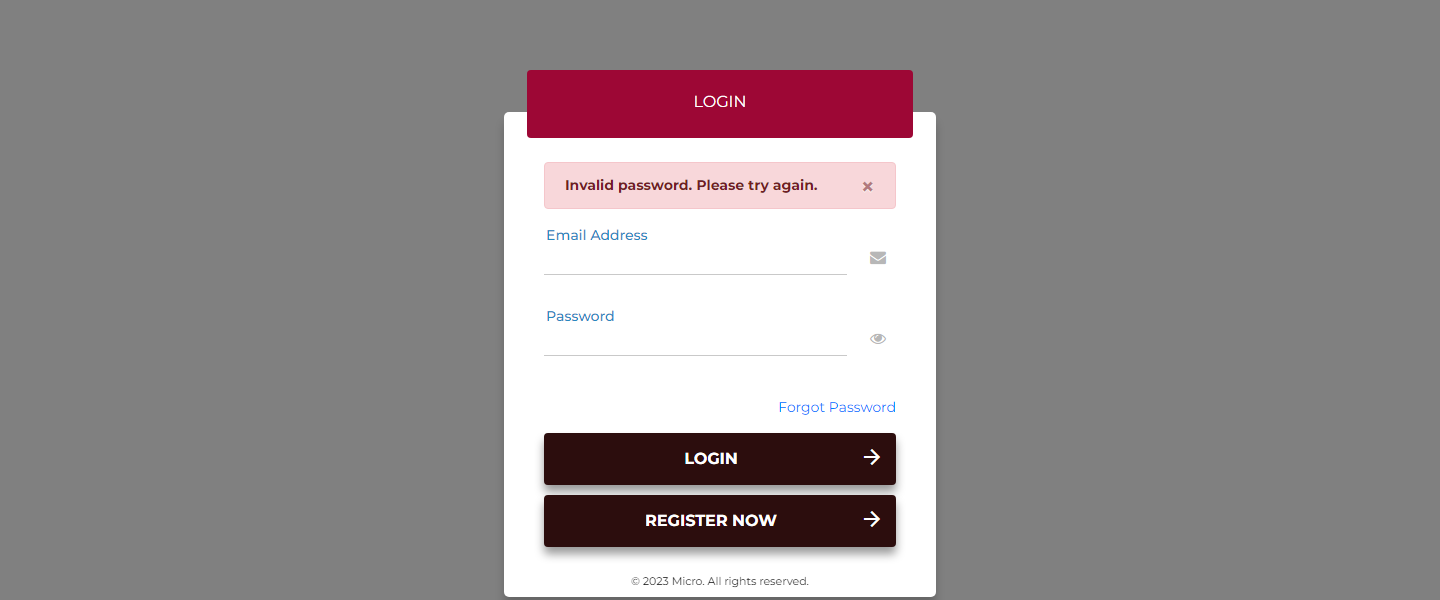 LOGIN
Invalid password. Please try again.
Email Address
Password
Forgot Password
LOGIN
REGISTER NOW
© 2023 Micro. All rights reserved.